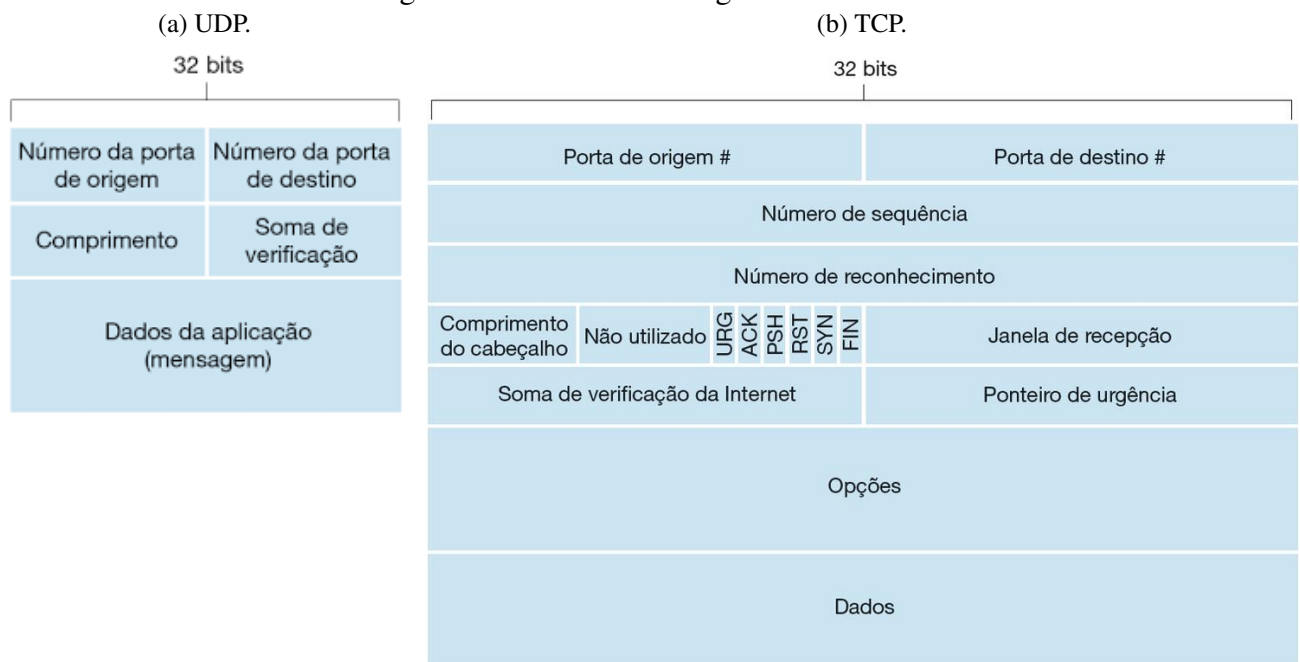 (a) UDP.
32 bits
Número da porta
de origem
Número da porta
de destino
Comprimento
Soma de
verificação
Dados da aplicação
(mensagem)
(b) TCP.
32 bits
Porta de origem #
Porta de destino #
Número de sequência
Número de reconhecimento
Comprimento
do cabeçalho
Não utilizado
URG
ACK
PSH
RST
SYN
FIN
Janela de recepção
Soma de verificação da Internet
Ponteiro de urgência
Opções
Dados